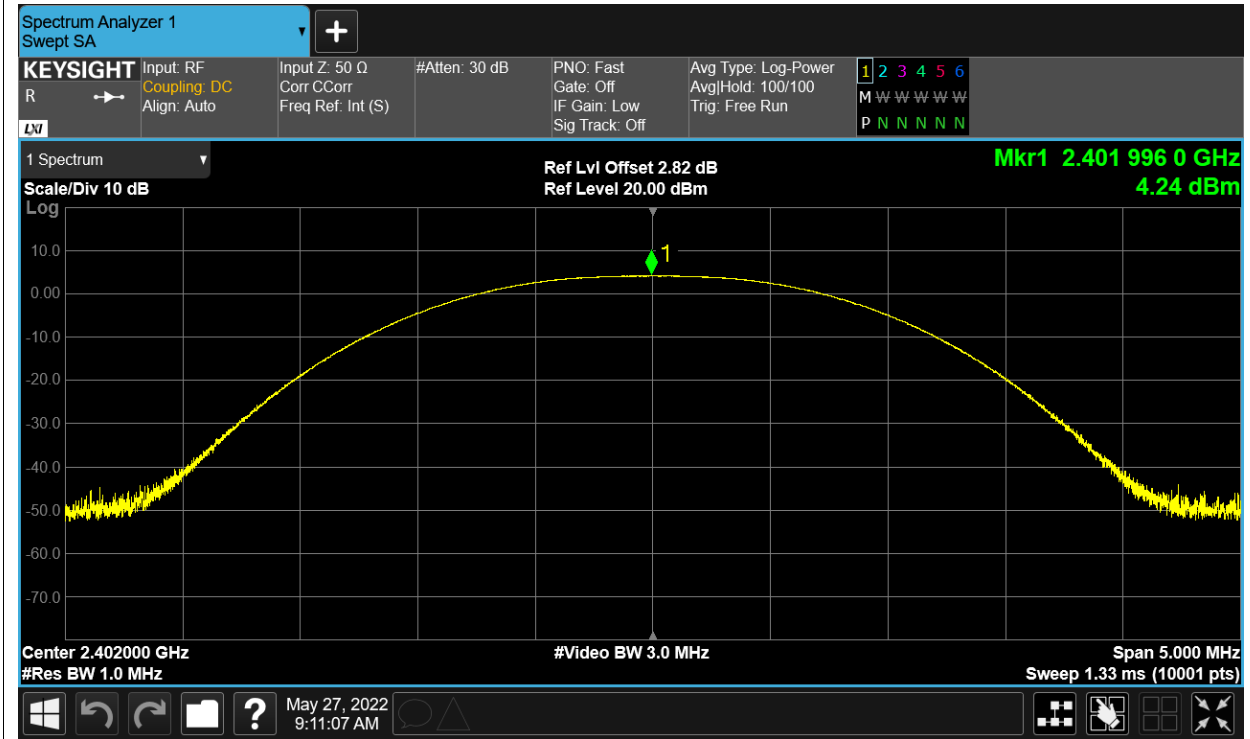 Spectrum Analyzer 1
Swept SA
KEYSIGHT
R
LXI
Input: RF
Coupling: DC
Align: Auto
Input Z: 50 Ω
Corr CCorr
Freq Ref: Int (S)
#Atten: 30 dB
PNO: Fast
Gate: Off
IF Gain: Low
Sig Track: Off
Avg Type: Log-Power
Avg|Hold: 100/100
Trig: Free Run
1 2 3 4 5 6
M W W W W W W
P N N N N N N
1 Spectrum
Scale/Div 10 dB
Log
Ref Lvl Offset 2.82 dB
Ref Level 20.00 dBm
Mkr1 2.401 996 0 GHz
4.24 dBm
1
10.0
0.00
-10.0
-20.0
-30.0
-40.0
-50.0
-60.0
-70.0
Center 2.402000 GHz
#Res BW 1.0 MHz
#Video BW 3.0 MHz
Span 5.000 MHz
Sweep 1.33 ms (10001 pts)
?
May 27, 2022
9:11:07 AM